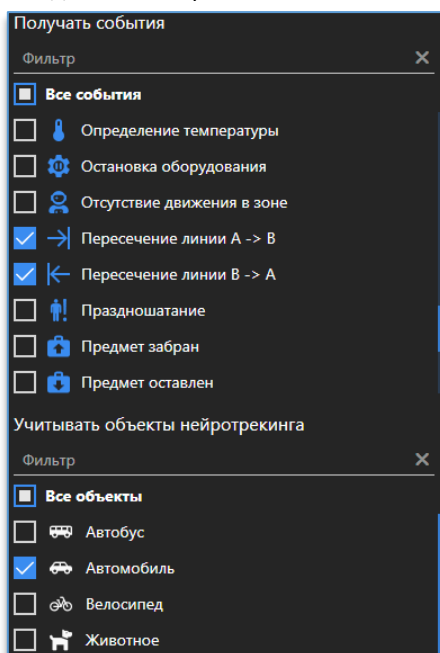 Получать события
Фильтр
Все события
Определение температуры
Остановка оборудования
Отсутствие движения в зоне
Пересечение линии A -> B
Пересечение линии B -> A
Праздношатание
Предмет забран
Предмет оставлен
Учитывать объекты нейротрекинга
Фильтр
Все объекты
Автобус
Автомобиль
Велосипед
Животное